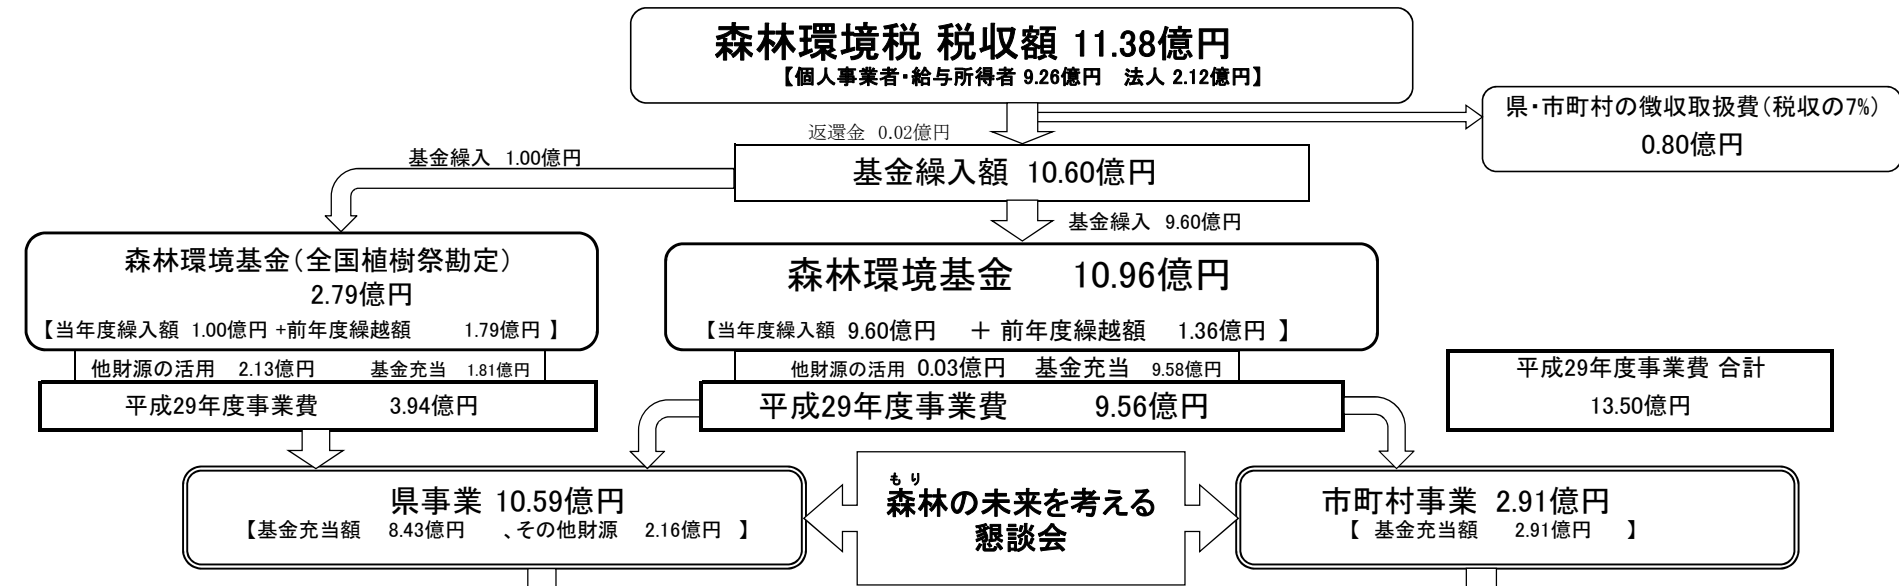 森林環境税 税収額 11.38億円
【個人事業者・給与所得者 9.26億円 法人 2.12億円】
県・市町村の徴収取扱費(税収の7%)
0.80億円
返還金 0.02億円
基金繰入 1.00億円
基金繰入額 10.60億円
基金繰入 9.60億円
森林環境基金(全国植樹祭勘定)
2.79億円
【当年度繰入額 1.00億円 +前年度繰越額 1.79億円 】
森林環境基金 10.96億円
【当年度繰入額 9.60億円 + 前年度繰越額 1.36億円 】
他財源の活用 2.13億円 基金充当 1.81億円
平成29年度事業費 3.94億円
他財源の活用 0.03億円 基金充当 9.58億円
平成29年度事業費 9.56億円
平成29年度事業費 合計
13.50億円
県事業 10.59億円
【基金充当額 8.43億円 、その他財源 2.16億円 】
もり
森林の未来を考える
懇談会
市町村事業 2.91億円
【 基金充当額 2.91億円 】